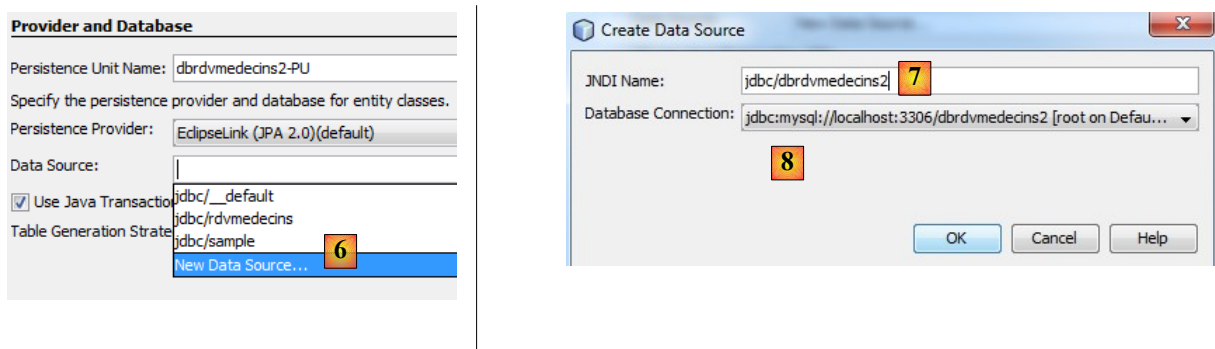 Provider and Database
Persistence Unit Name: dbrdvmedecins2-PU
Specify the persistence provider and database for entity classes.
Persistence Provider: EclipseLink (JPA 2.0)(default)
Data Source:
jdbc/__default
Use Java Transactio
jdbc/rdvmedecins
Table Generation Strate
jdbc/sample
6
New Data Source...
Create Data Source
JNDI Name: jdbc/dbrdvmedecins2
7
Database Connection: jdbc:mysql://localhost:3306/dbrdvmedecins2 [root on Defau...
8
OK Cancel Help